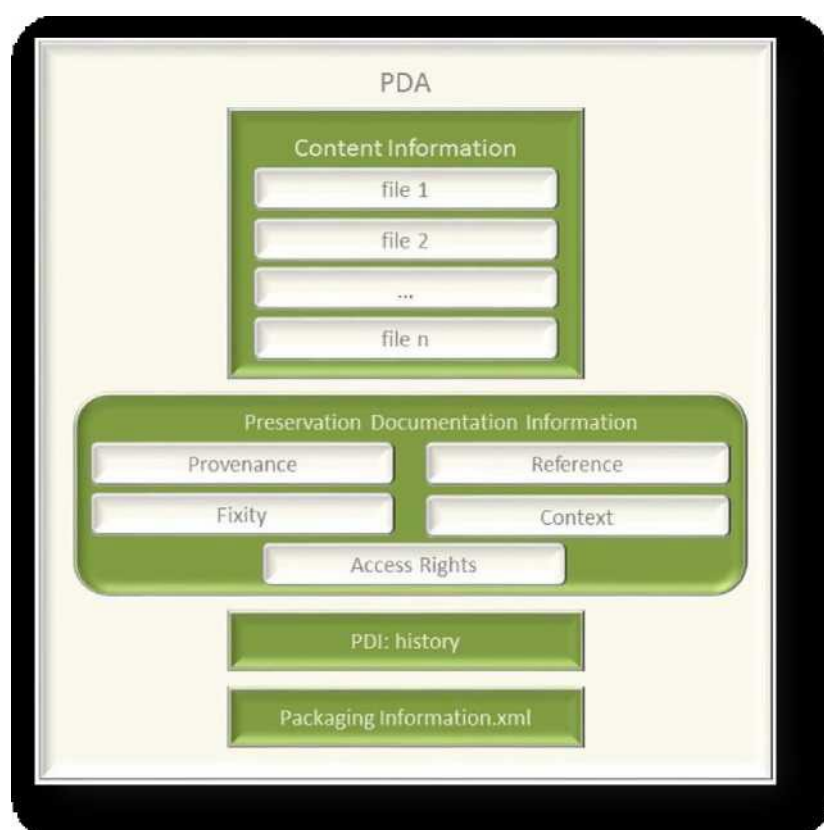 PDA
Content Information
file 1
file 2
...
file n
Preservation Documentation Information
Provenance
Reference
Fixity
Context
Access Rights
PDI: history
Packaging Information.xml